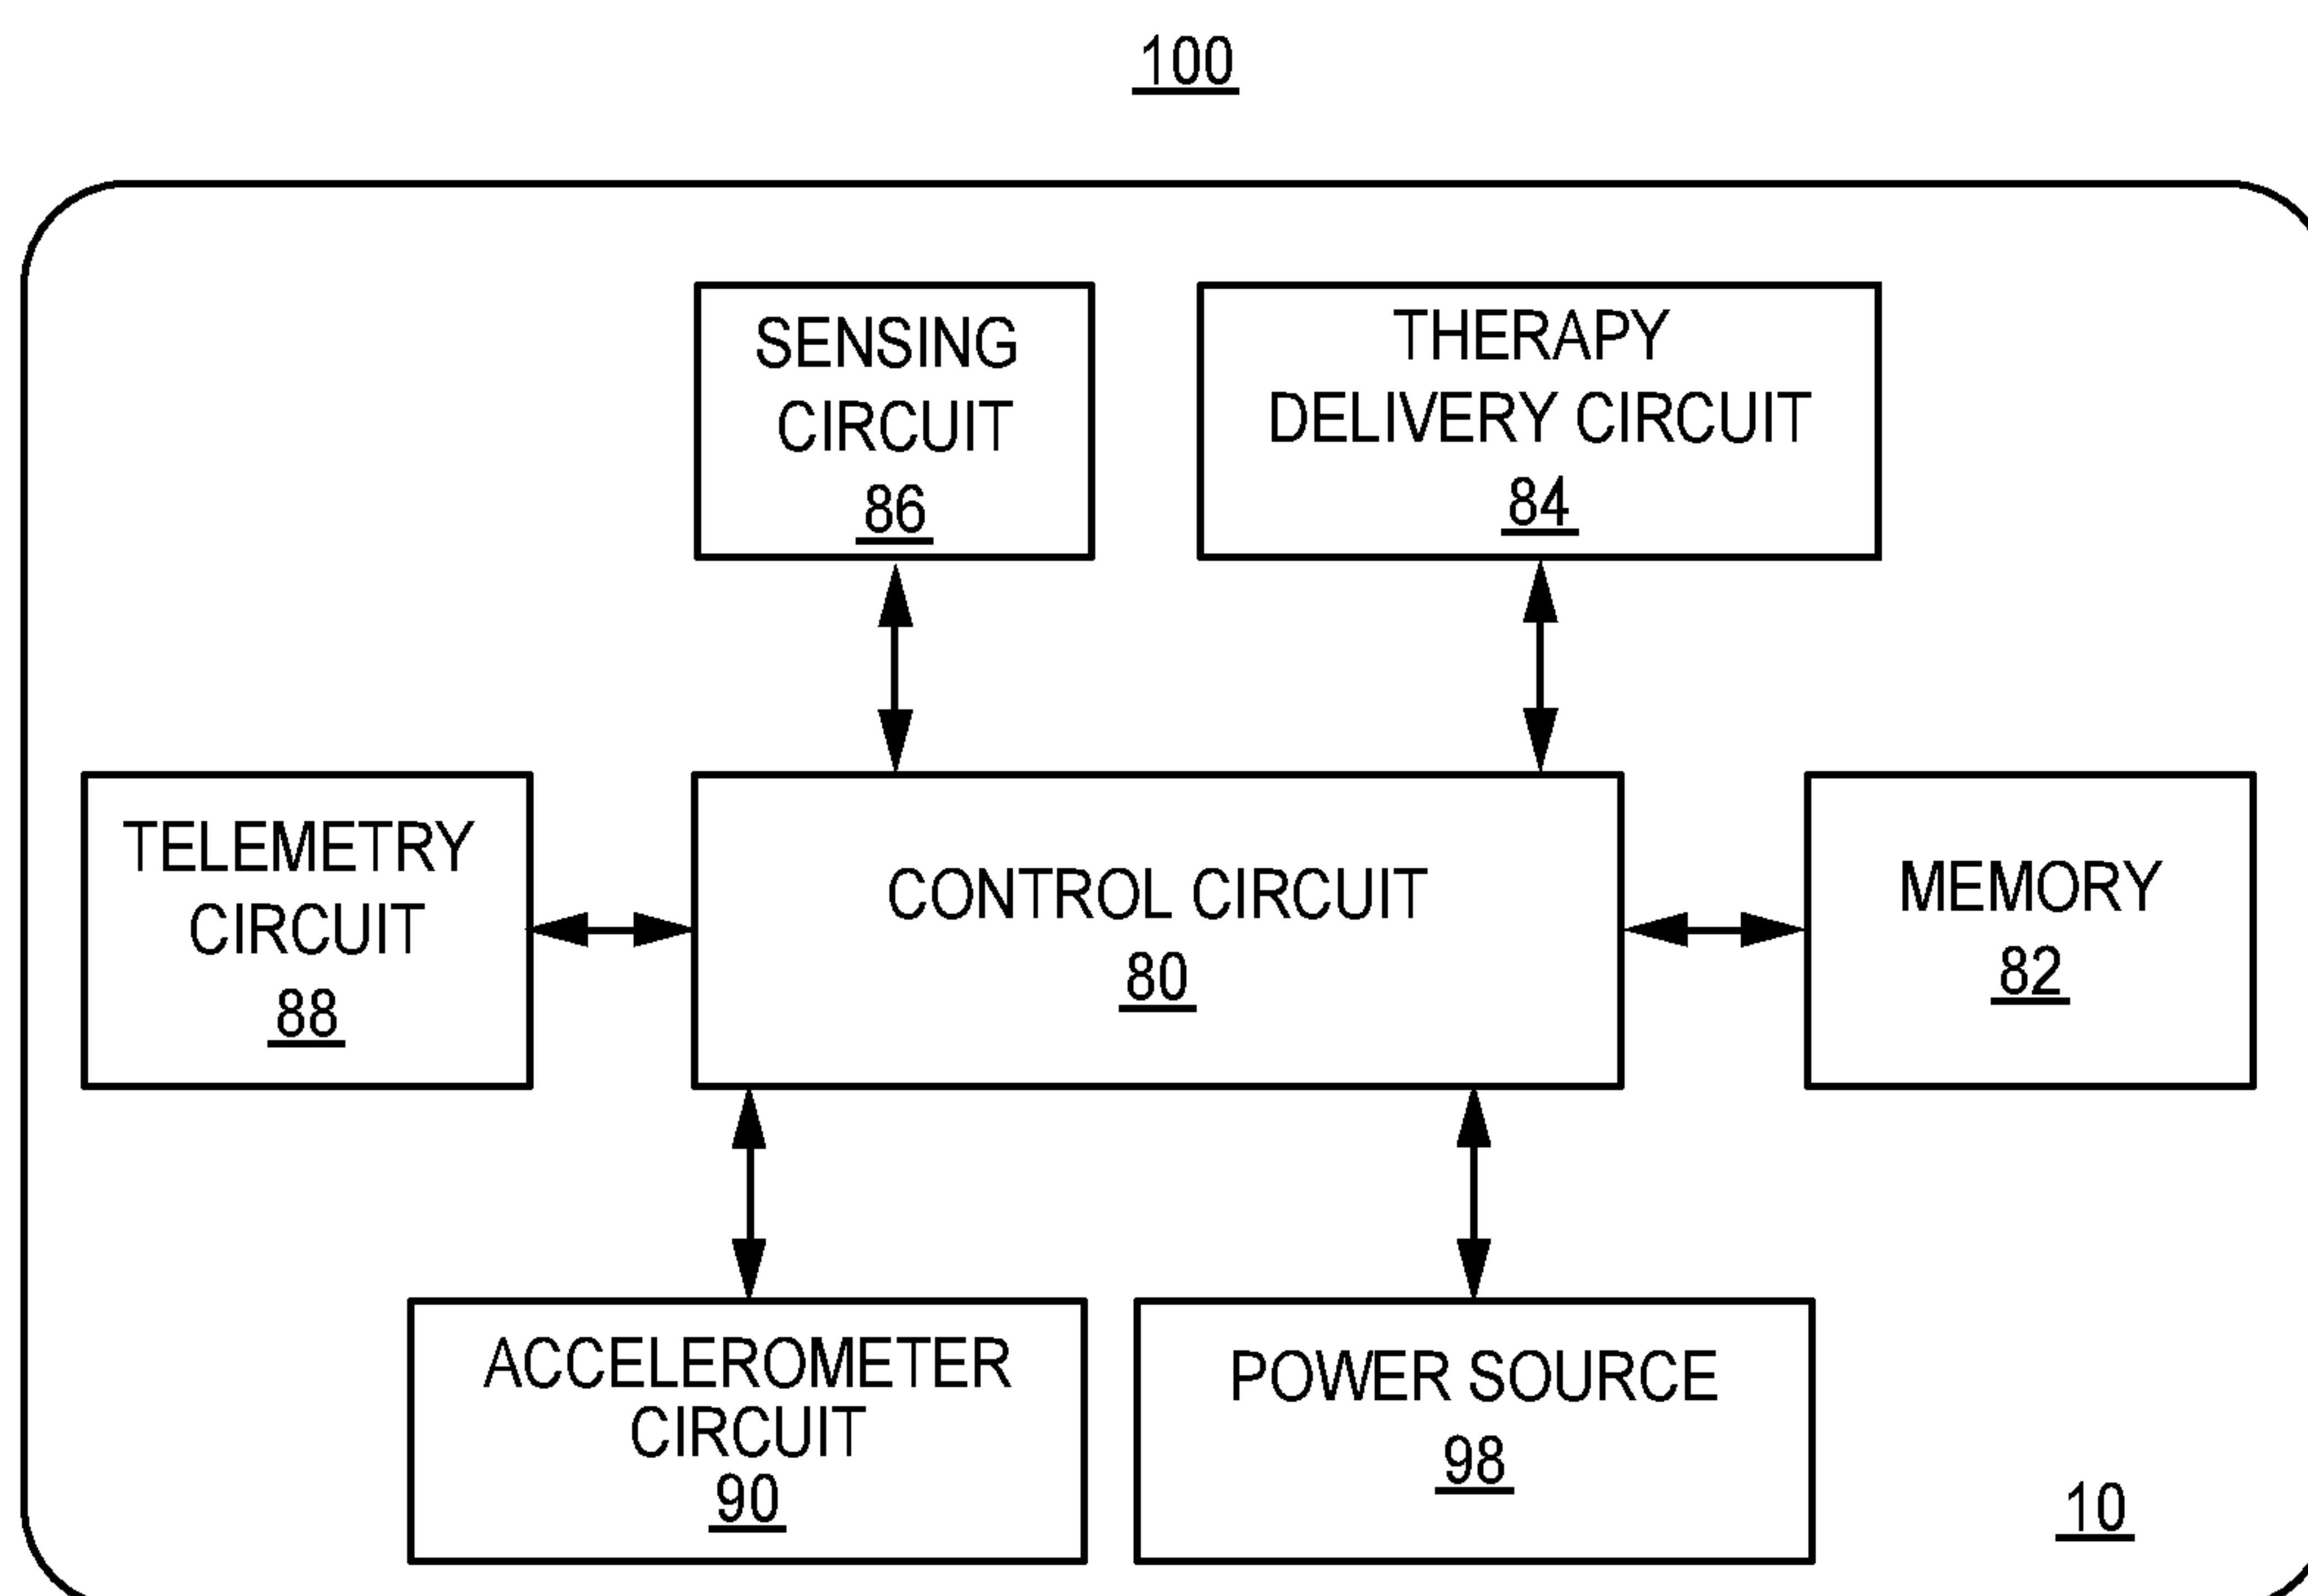 100
SENSING
CIRCUIT
86
THERAPY
DELIVERY CIRCUIT
84
TELEMETRY
CIRCUIT
88
CONTROL CIRCUIT
80
MEMORY
82
ACCELEROMETER
CIRCUIT
90
POWER SOURCE
98
10